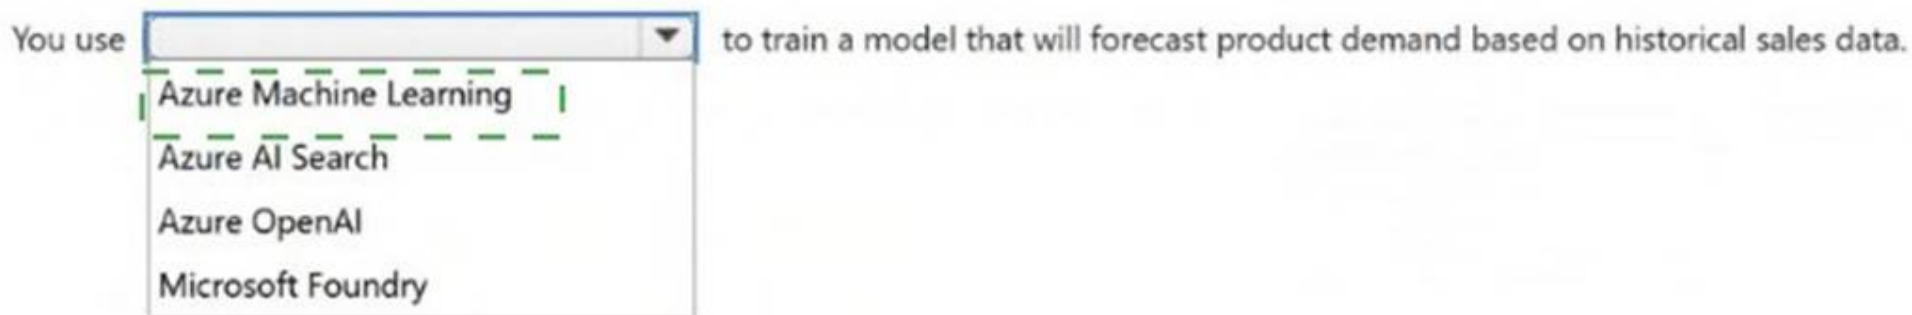 You use to train a model that will forecast product demand based on historical sales data.
Azure Machine Learning
Azure AI Search
Azure OpenAI
Microsoft Foundry